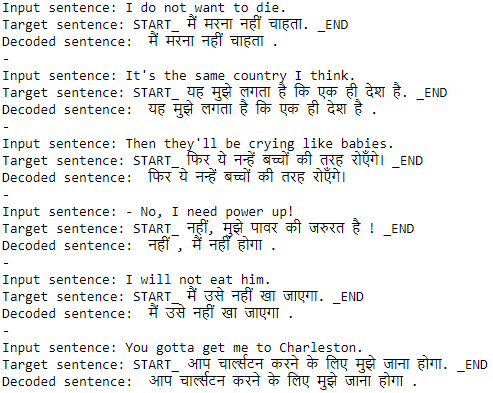 Input sentence: I do not want to die.
Target sentence: START_ मैं मरना नहीं चाहता. _END
Decoded sentence:  मैं मरना नहीं चाहता .
-
Input sentence: It's the same country I think.
Target sentence: START_ यह मुझे लगता है कि एक ही देश है. _END
Decoded sentence:  यह मुझे लगता है कि एक ही देश है .
-
Input sentence: Then they'll be crying like babies.
Target sentence: START_ फिर ये नन्हें बच्चों की तरह रोएँगे। _END
Decoded sentence:  फिर ये नन्हें बच्चों की तरह रोएँगे।
-
Input sentence: - No, I need power up!
Target sentence: START_ नहीं, मुझे पावर की जरुरत है ! _END
Decoded sentence:  नहीं , मैं नहीं होगा .
-
Input sentence: I will not eat him.
Target sentence: START_ मैं उसे नहीं खा जाएगा. _END
Decoded sentence:  मैं उसे नहीं खा जाएगा .
-
Input sentence: You gotta get me to Charleston.
Target sentence: START_ आप चार्ल्सटन करने के लिए मुझे जाना होगा. _END
Decoded sentence:  आप चार्ल्सटन करने के लिए मुझे जाना होगा .